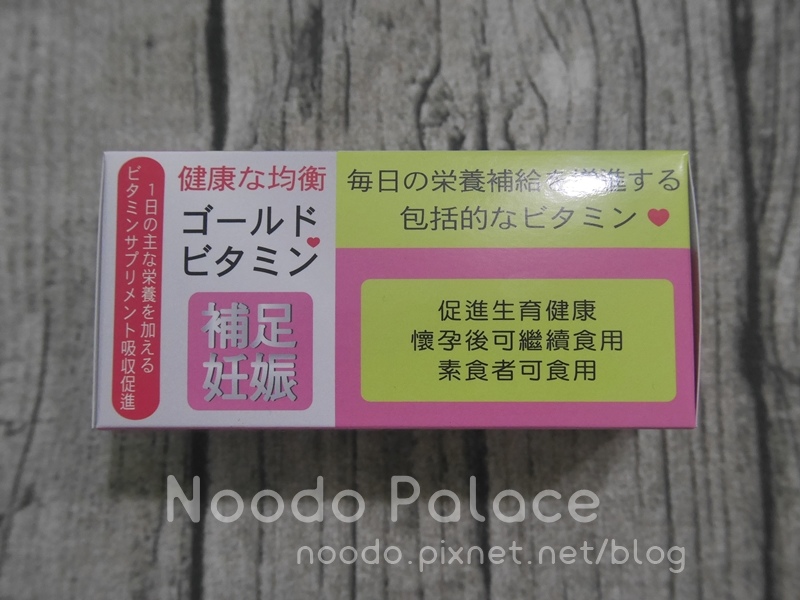 1日の主な栄養を加える
ビタミンサプリメント吸収促進
健康な均衡
ゴールド
ビタミン
補足
妊娠
毎日の栄養補給を増進する
包括的なビタミン
促進生育健康
懷孕後可繼續食用
素食者可食用
Noodo Palace
noodo.pixnet.net/blog